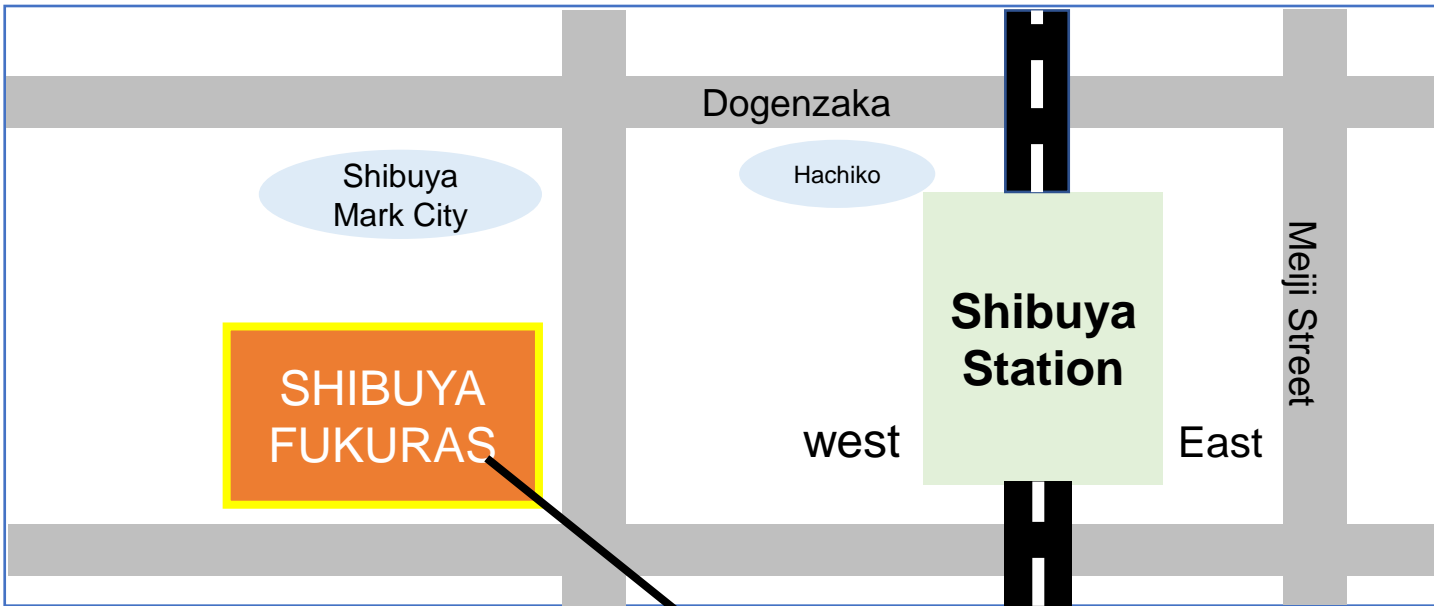 Dogenzaka
Shibuya
Mark City
Hachiko
Shibuya
Station
Meiji Street
SHIBUYA
FUKURAS
west
East